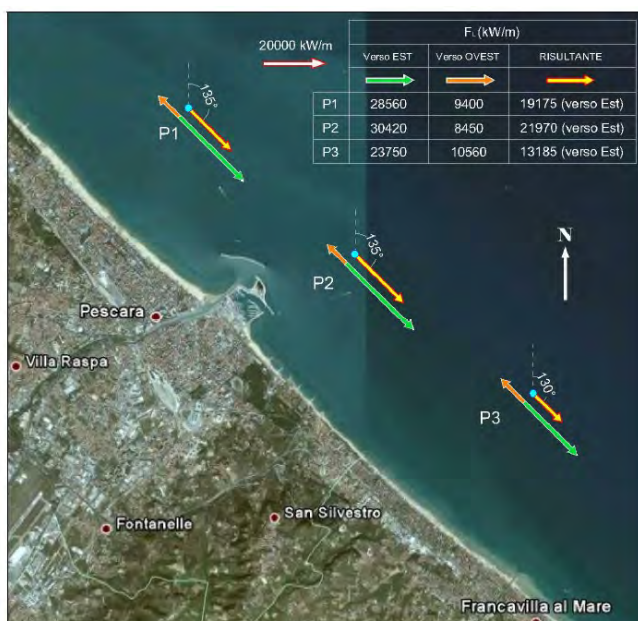 20000 kW/m
FL (kW/m)
Verso EST Verso OVEST RISULTANTE
P1 28560 9400 19175 (verso Est)
P2 30420 8450 21970 (verso Est)
P3 23750 10560 13185 (verso Est)
135°
P1
135°
P2
N
130°
P3
Pescara
Villa Raspa
Fontanelle
San Silvestro
Francavilla al Mare